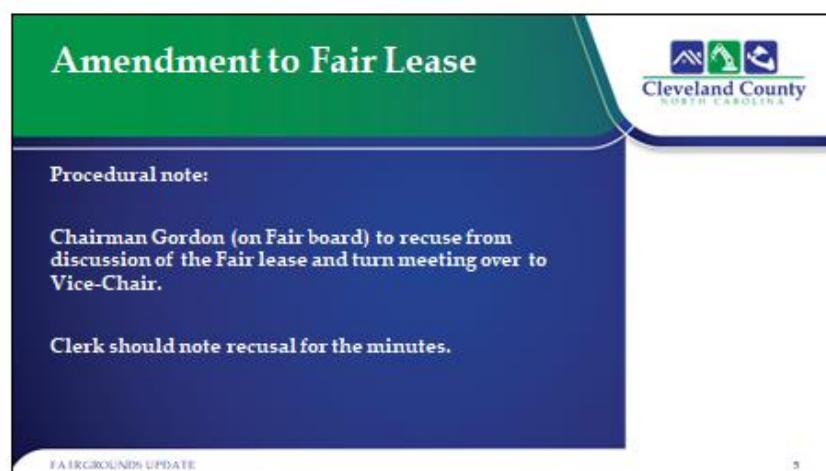 Amendment to Fair Lease
Cleveland County
NORTH CAROLINA
Procedural note:
Chairman Gordon (on Fair board) to recuse from
discussion of the Fair lease and turn meeting over to
Vice-Chair.
Clerk should note recusal for the minutes.
FAIRGROUNDS UPDATE
5